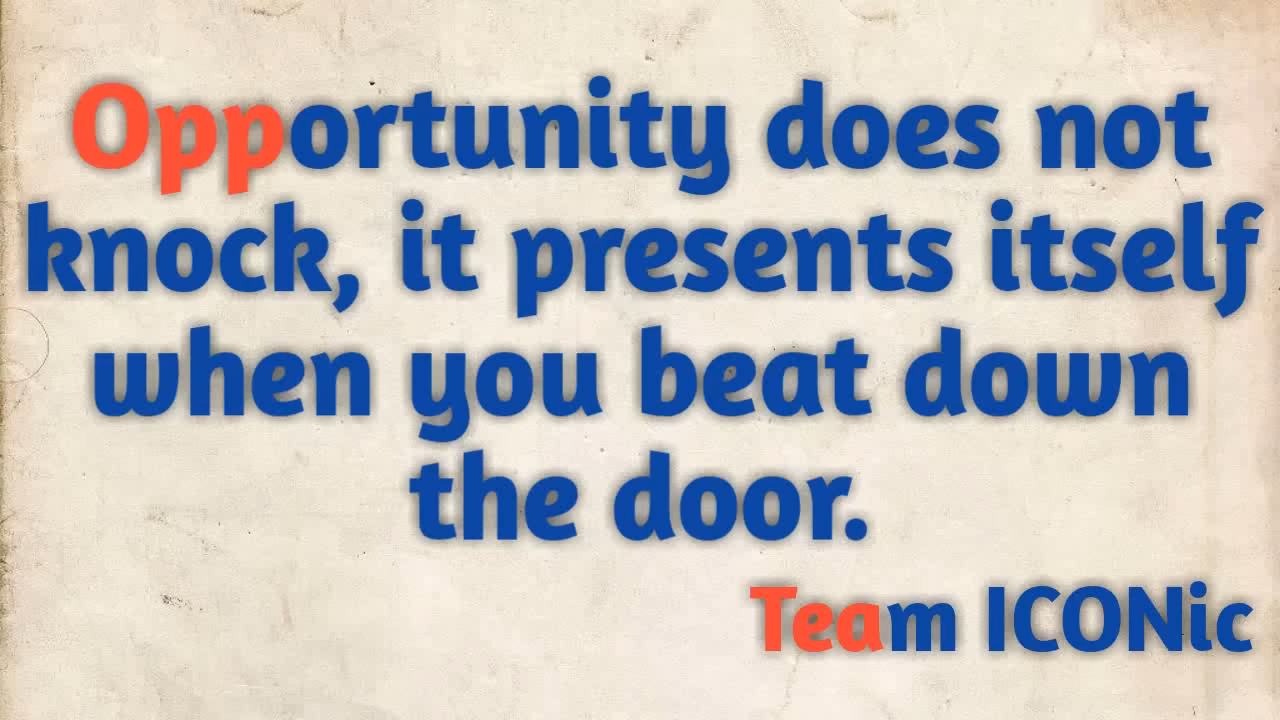 Opportunity does not
knock, it presents itself
when you beat down
the door.
Team ICONic